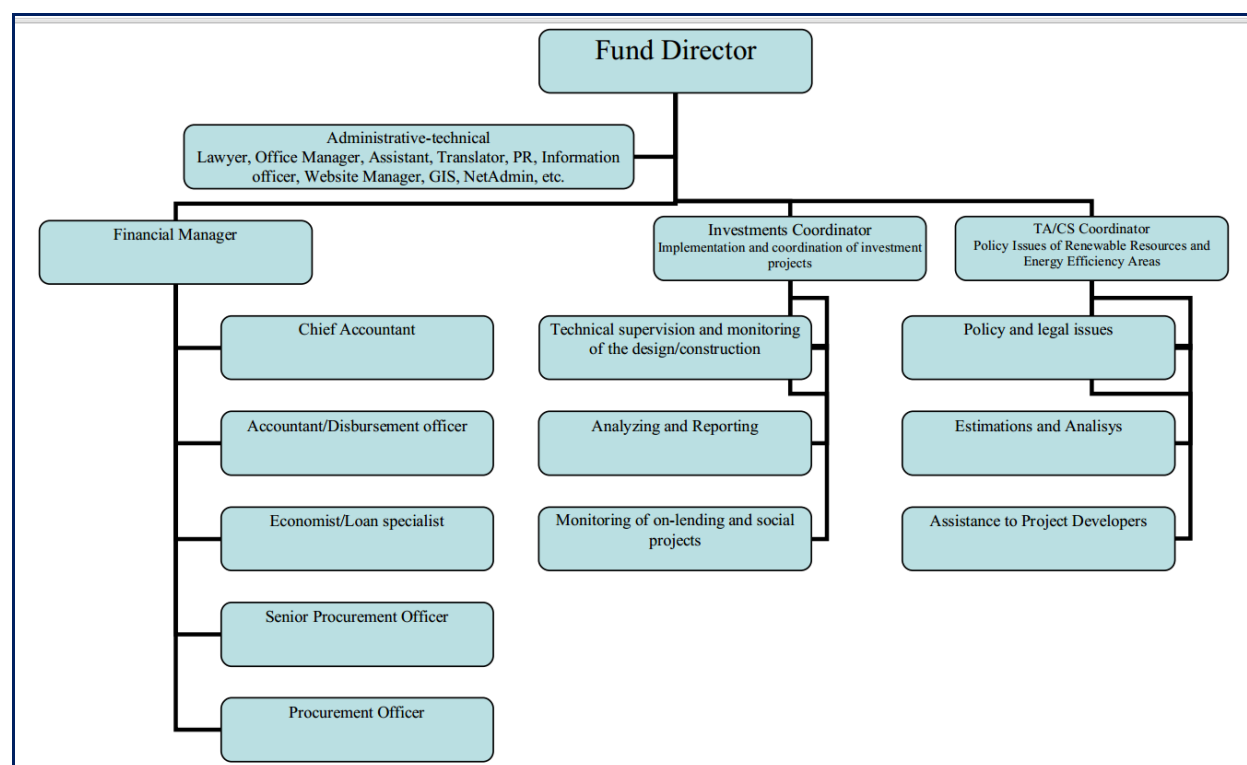 Fund Director
Administrative-technical
Lawyer, Office Manager, Assistant, Translator, PR, Information
officer, Website Manager, GIS, NetAdmin, etc.
Financial Manager
Investments Coordinator
Implementation and coordination of investment
projects
TA/CS Coordinator
Policy Issues of Renewable Resources and
Energy Efficiency Areas
Chief Accountant
Accountant/Disbursement officer
Economist/Loan specialist
Senior Procurement Officer
Procurement Officer
Technical supervision and monitoring
of the design/construction
Analyzing and Reporting
Monitoring of on-lending and social
projects
Policy and legal issues
Estimations and Analisys
Assistance to Project Developers